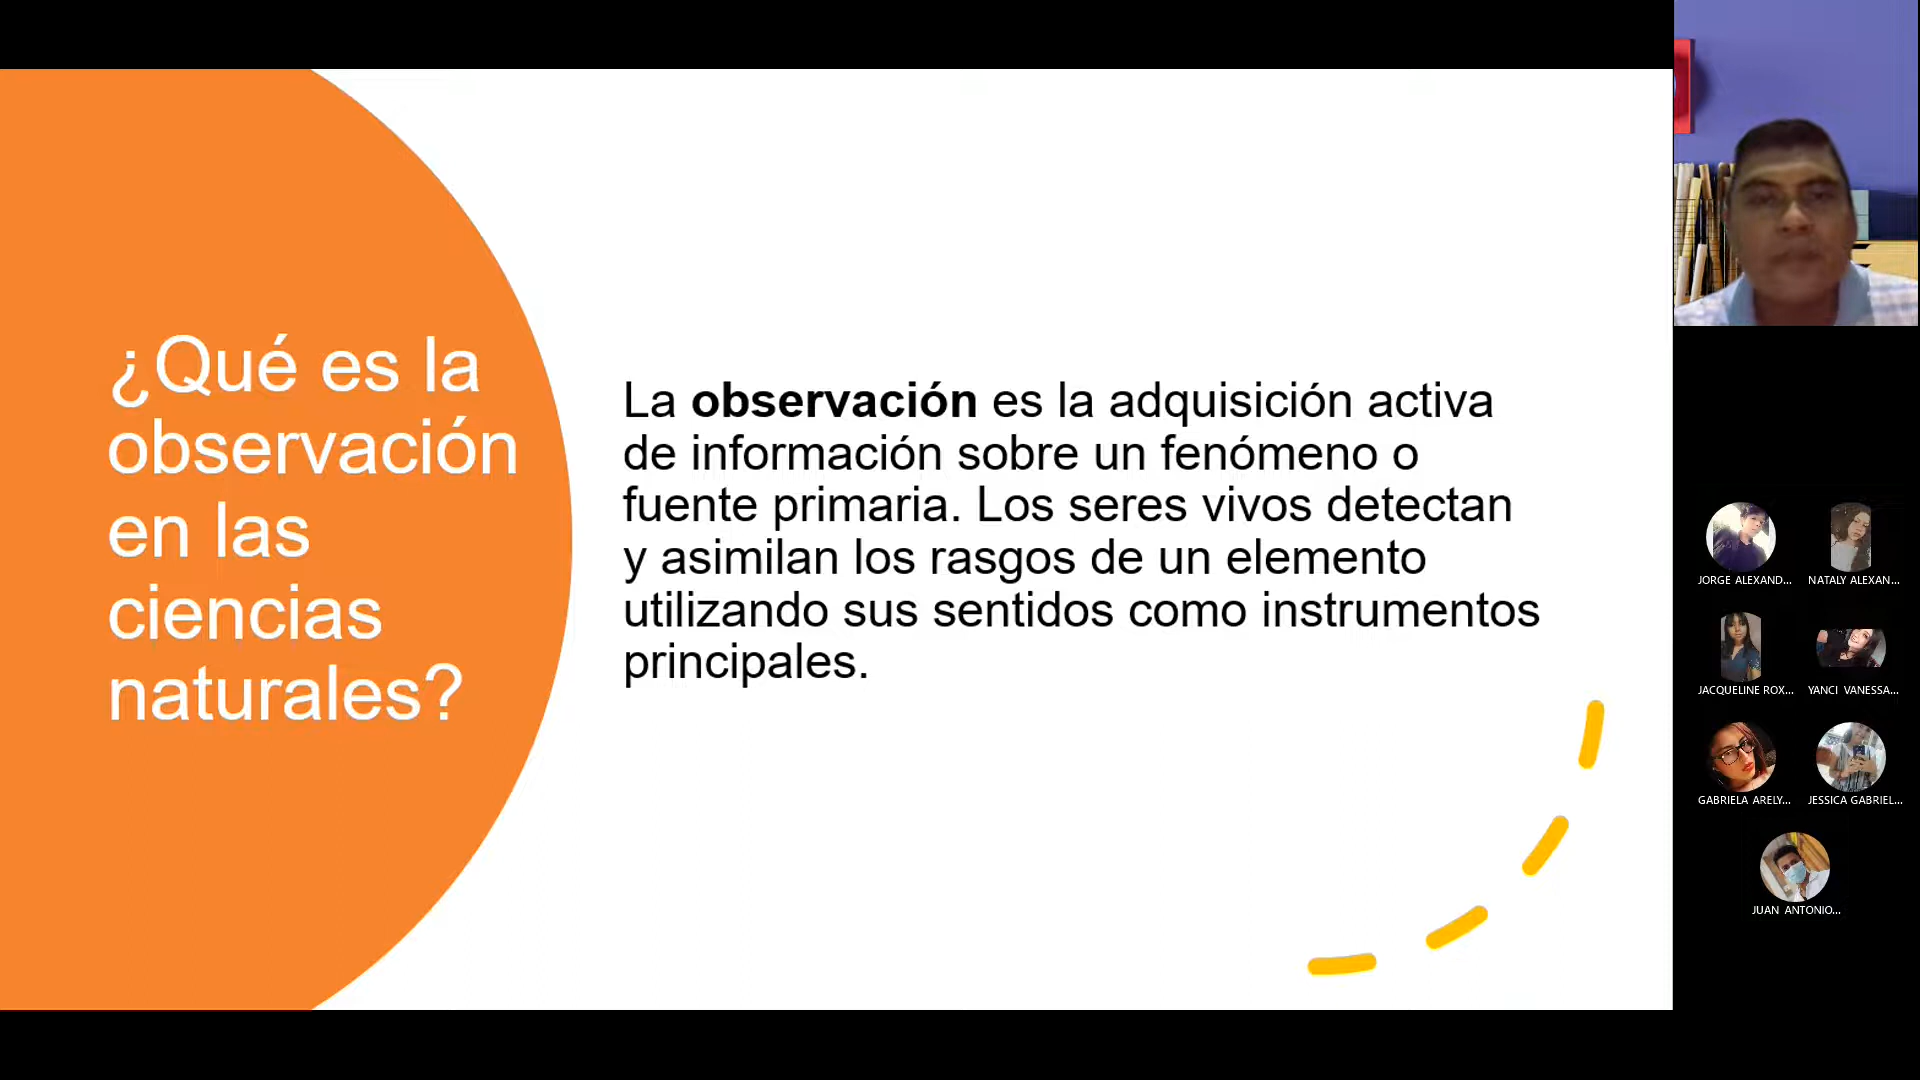 ¿Qué es la
observación
en las
ciencias
naturales?
La observación es la adquisición activa
de información sobre un fenómeno o
fuente primaria. Los seres vivos detectan
y asimilan los rasgos de un elemento
utilizando sus sentidos como instrumentos
principales.
JORGE ALEXAND...
NATALY ALEXAN...
JACQUELINE ROX...
YANCI VANESSA...
GABRIELA ARELY...
JESSICA GABRIEL...
JUAN ANTONIO...